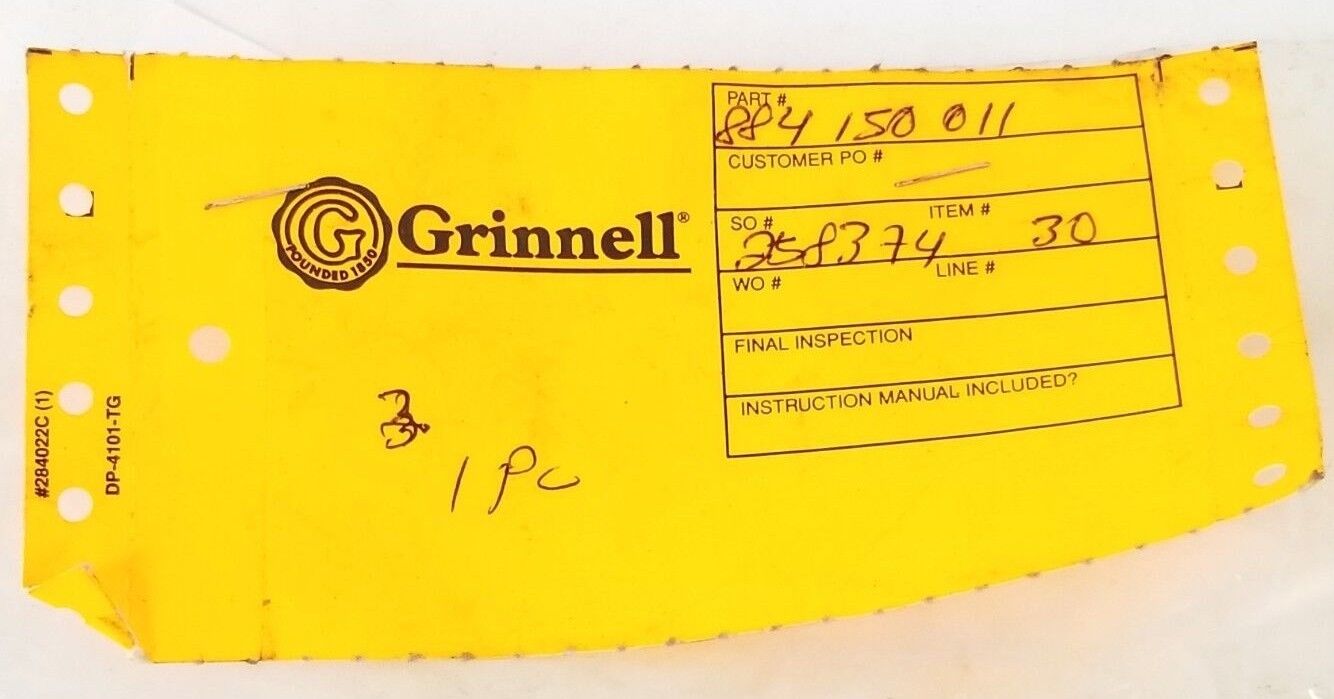 PART #
884 150 011
CUSTOMER PO #
SO # ITEM #
258374 30
WO # LINE #
FINAL INSPECTION
INSTRUCTION MANUAL INCLUDED?
G
FOUNDED 1850
Grinnell®
1 PC
#284022C (1)
DP-4101-TG